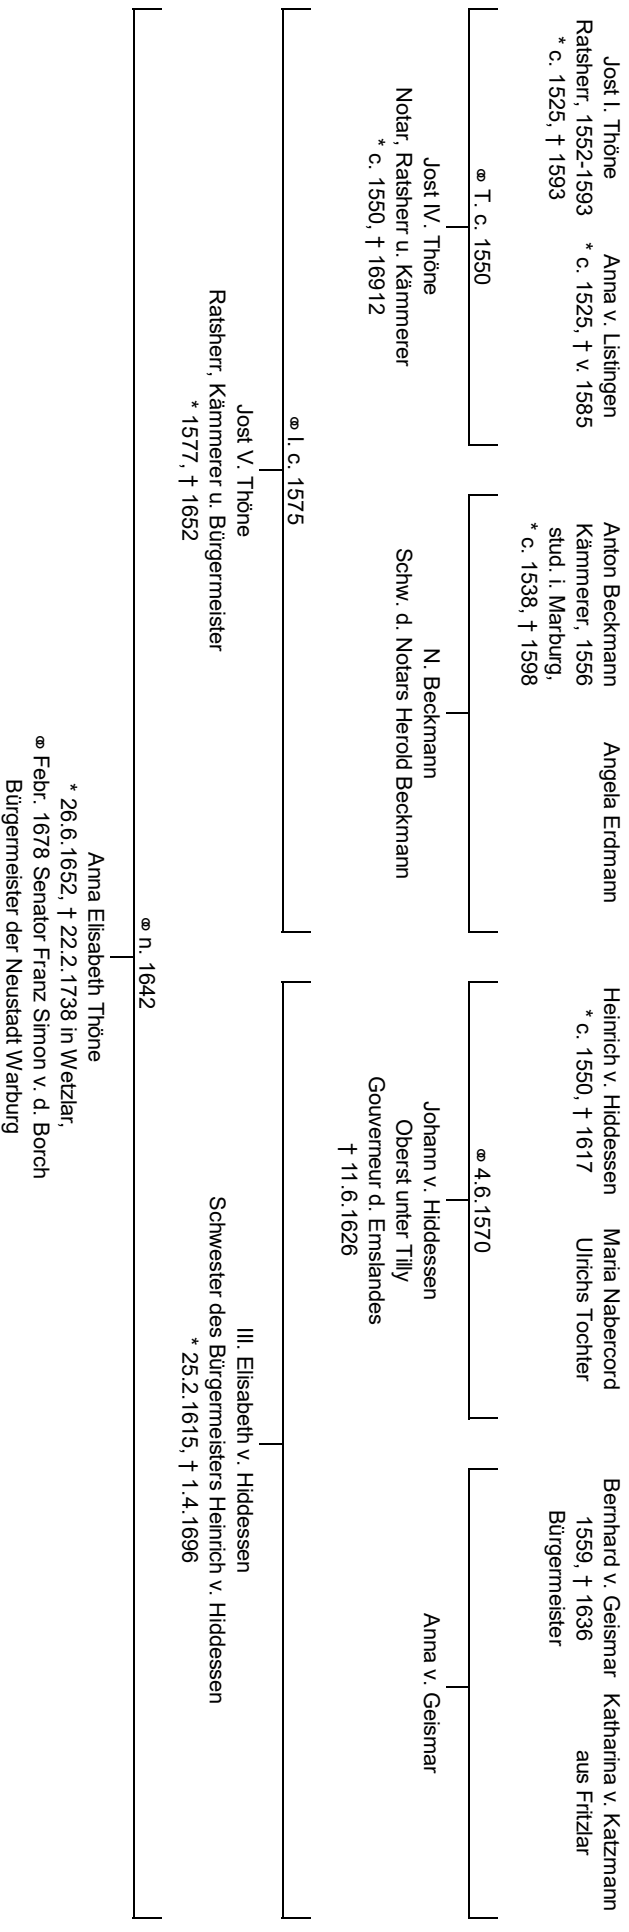 Jost I. Thöne
Ratsherr, 1552-1593
* c. 1525, † 1593
Anna v. Listingen
* c. 1525, † v. 1585
Anton Beckmann
Kämmerer, 1556
stud. i. Marburg,
* c. 1538, † 1598
Angela Erdmann
Heinrich v. Hiddessen
* c. 1550, † 1617
Maria Nabercord
Ulrichs Tochter
Bernhard v. Geismar
1559, † 1636
Bürgermeister
Katharina v. Katzmann
aus Fritzlar
⚭ T. c. 1550
Jost IV. Thöne
Notar, Ratsherr u. Kämmerer
* c. 1550, † 16912
N. Beckmann
Schw. d. Notars Herold Beckmann
⚭ 4.6.1570
Johann v. Hiddessen
Oberst unter Tilly
Gouverneur d. Emslandes
† 11.6.1626
Anna v. Geismar
⚭ I. c. 1575
Jost V. Thöne
Ratsherr, Kämmerer u. Bürgermeister
* 1577, † 1652
III. Elisabeth v. Hiddessen
Schwester des Bürgermeisters Heinrich v. Hiddessen
* 25.2.1615, † 1.4.1696
⚭ n. 1642
Anna Elisabeth Thöne
* 26.6.1652, † 22.2.1738 in Wetzlar,
⚭ Febr. 1678 Senator Franz Simon v. d. Borch
Bürgermeister der Neustadt Warburg